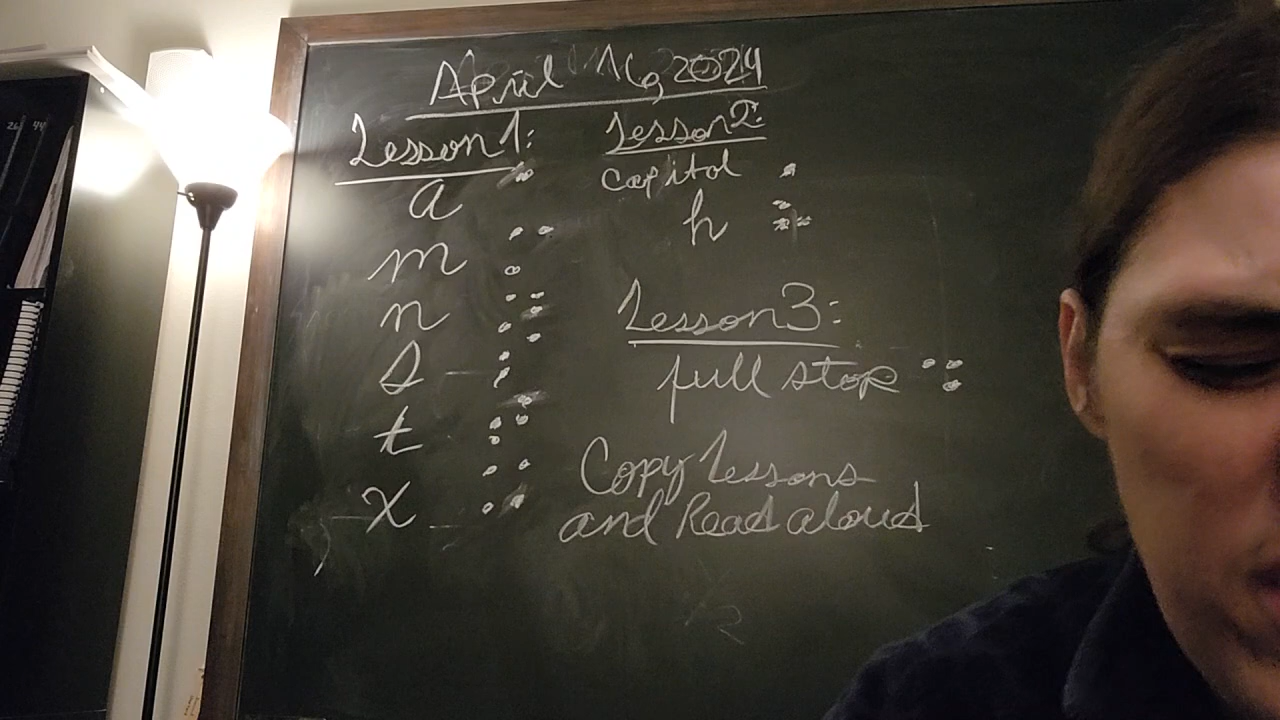 April 16, 2024
Lesson 1:
a
m
n
s
t
x
Lesson 2:
capitol
h
Lesson 3:
full stop
Copy Lessons
and Read aloud